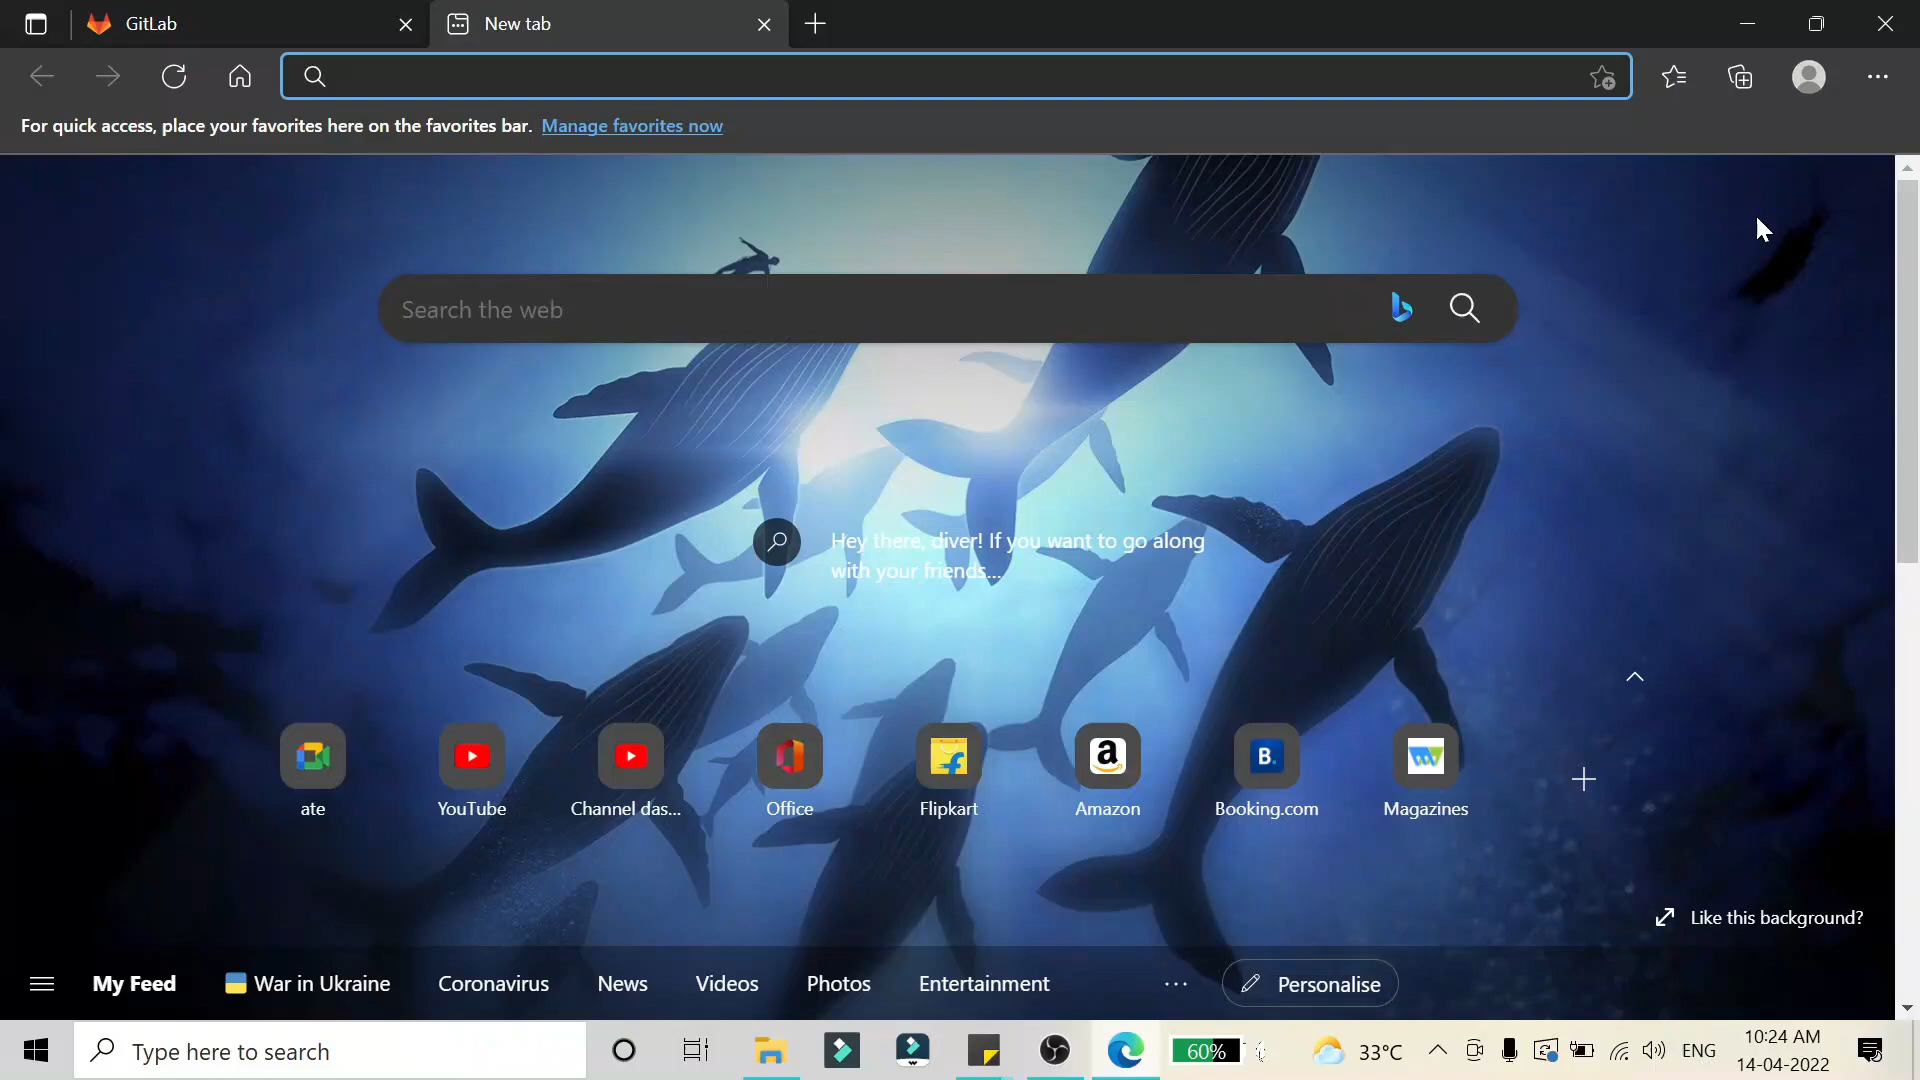 GitLab
New tab
For quick access, place your favorites here on the favorites bar. Manage favorites now
Search the web
Hey there, diver! If you want to go along
with your friends...
ate
YouTube
Channel das...
Office
Flipkart
a
Amazon
B.
Booking.com
Magazines
Like this background?
My Feed
War in Ukraine
Coronavirus
News
Videos
Photos
Entertainment
Personalise
Type here to search
60%
33°C
ENG
10:24 AM
14-04-2022